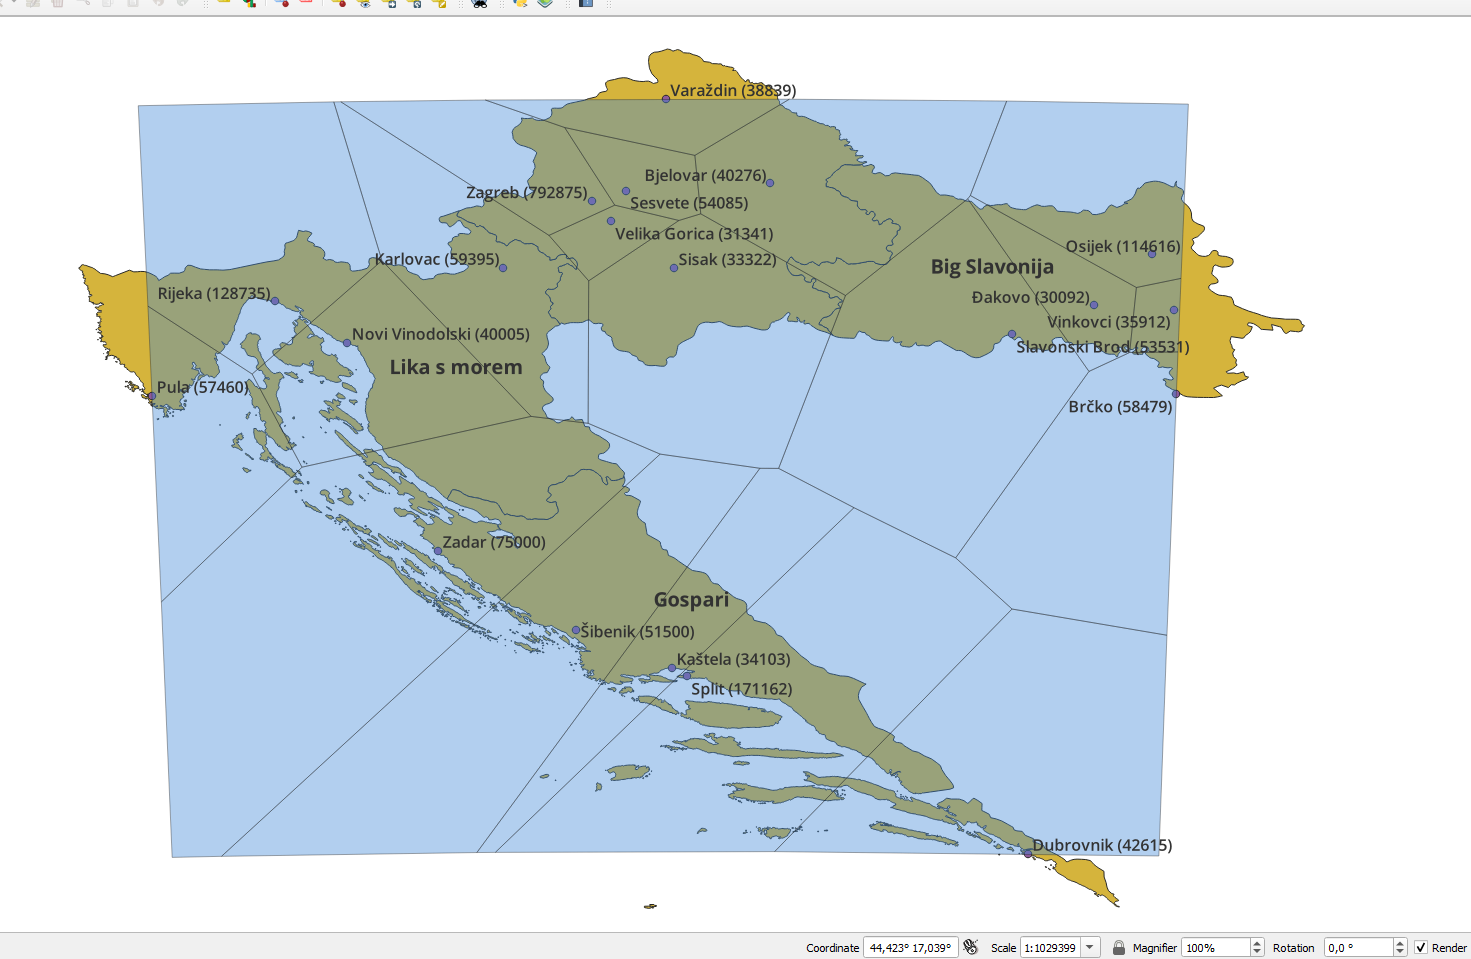 Varaždin (38839)
Bjelovar (40276)
Zagreb (792875)
Sesvete (54085)
Velika Gorica (31341)
Karlovac (59395)
Sisak (33322)
Osijek (114616)
Big Slavonija
Rijeka (128735)
Đakovo (30092)
Vinkovci (35912)
Novi Vinodolski (40005)
Slavonski Brod (53531)
Lika s morem
Pula (57460)
Brčko (58479)
Zadar (75000)
Gospari
Šibenik (51500)
Kaštela (34103)
Split (171162)
Dubrovnik (42615)
Coordinate 44,423° 17,039° Scale 1:1029399 Magnifier 100% Rotation 0,0 ° Render